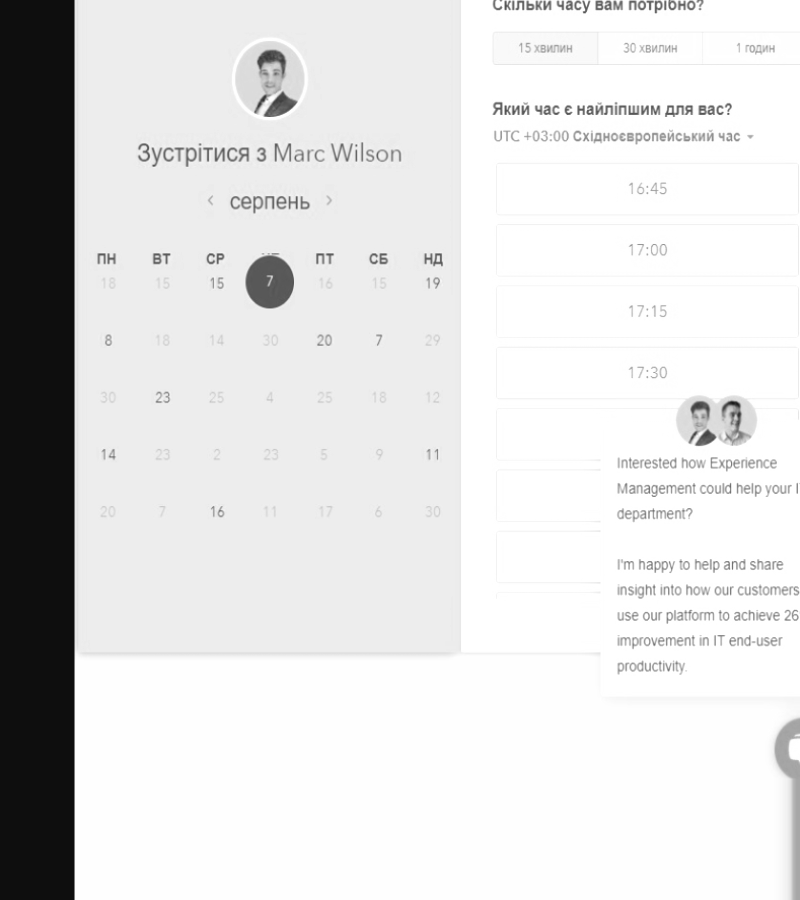 Скільки часу вам потрібно?
15 хвилин 30 хвилин 1 годин
Який час є найліпшим для вас?
UTC +03:00 Східноєвропейський час
Зустрітися з Marc Wilson
серпень
ПН ВТ СР ПТ СБ НД
18 15 15 7 16 15 19
8 18 14 30 20 7 29
30 23 25 4 25 18 12
14 23 2 23 5 9 11
20 7 16 11 17 6 30
16:45
17:00
17:15
17:30
Interested how Experience
Management could help your
department?
I'm happy to help and share
insight into how our customers
use our platform to achieve 26
improvement in IT end-user
productivity.